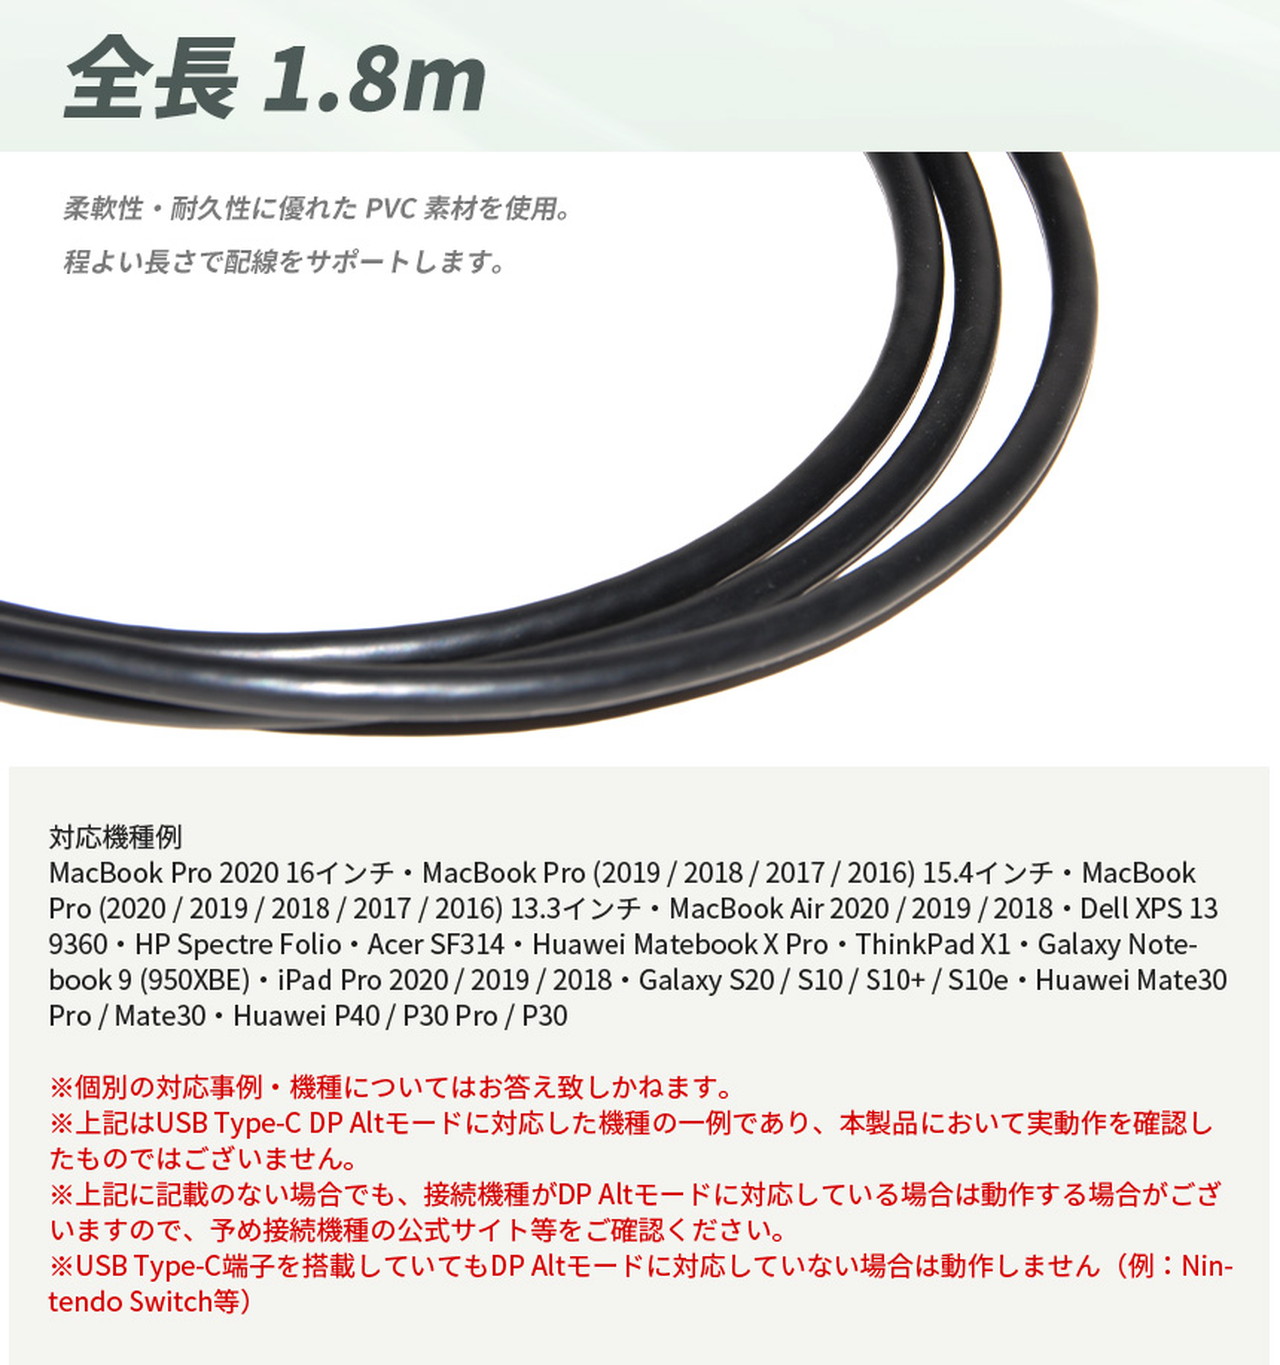 全長 1.8m
柔軟性・耐久性に優れた PVC 素材を使用。
程よい長さで配線をサポートします。
対応機種例
MacBook Pro 2020 16インチ・MacBook Pro (2019 / 2018 / 2017 / 2016) 15.4インチ・MacBook
Pro (2020 / 2019 / 2018 / 2017 / 2016) 13.3インチ・MacBook Air 2020 / 2019 / 2018・Dell XPS 13
9360・HP Spectre Folio・Acer SF314・Huawei Matebook X Pro・ThinkPad X1・Galaxy Note-
book 9 (950XBE)・iPad Pro 2020 / 2019 / 2018・Galaxy S20 / S10 / S10+ / S10e・Huawei Mate30
Pro / Mate30・Huawei P40 / P30 Pro / P30
※個別の対応事例・機種についてはお答え致しかねます。
※上記はUSB Type-C DP Altモードに対応した機種の一例であり、本製品において実動作を確認し
たものではございません。
※上記に記載のない場合でも、接続機種がDP Altモードに対応している場合は動作する場合がござ
いますので、予め接続機種の公式サイト等をご確認ください。
※USB Type-C端子を搭載していてもDP Altモードに対応していない場合は動作しません（例：Nin-
tendo Switch等）